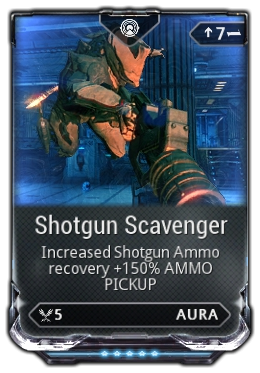 7
Shotgun Scavenger
Increased Shotgun Ammo
recovery +150% AMMO
PICKUP
5 AURA